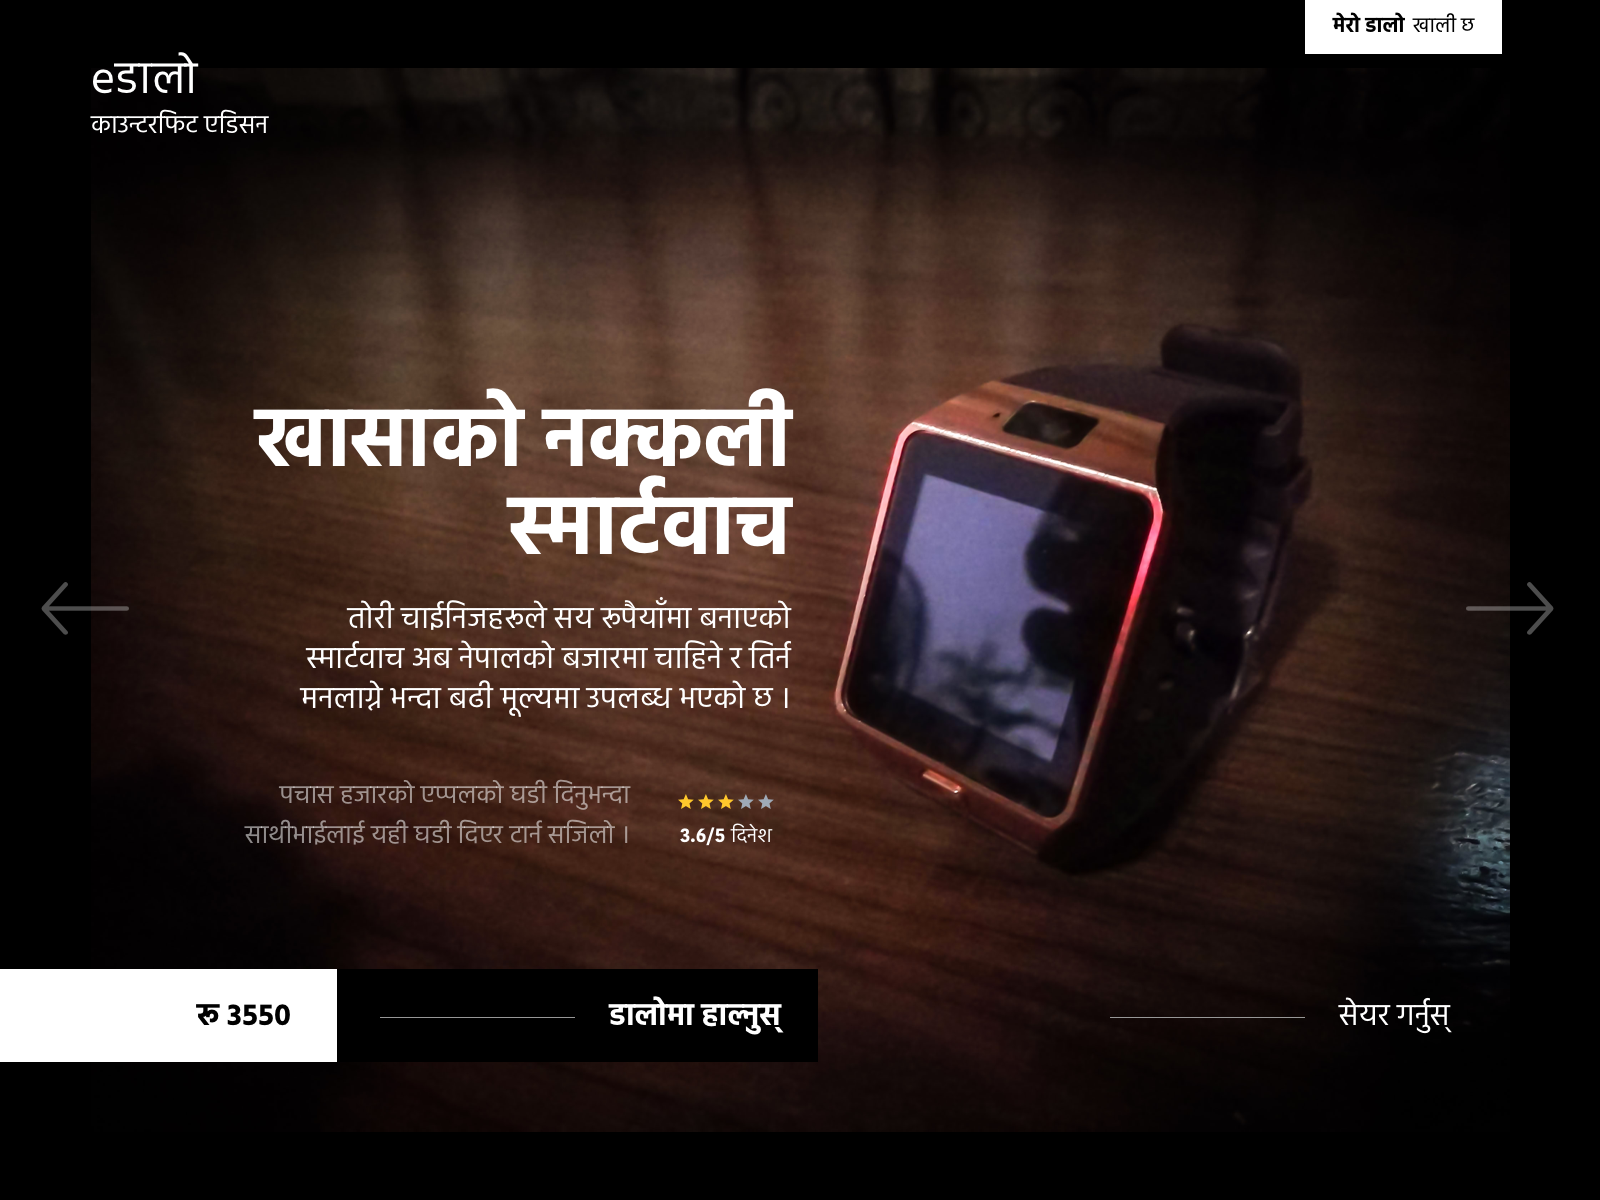 मेरो डालो खाली छ
eडालो
काउन्टरफिट एडिसन
खासाको नक्कली
स्मार्टवाच
तोरी चाईनिजहरूले सय रूपैयाँमा बनाएको
स्मार्टवाच अब नेपालको बजारमा चाहिने र तिर्न
मनलाग्ने भन्दा बढी मूल्यमा उपलब्ध भएको छ ।
पचास हजारको एप्पलको घडी दिनुभन्दा
साथीभाईलाई यही घडी दिएर टार्न सजिलो ।
3.6/5 दिनेश
रू 3550
डालोमा हाल्नुस्
सेयर गर्नुस्